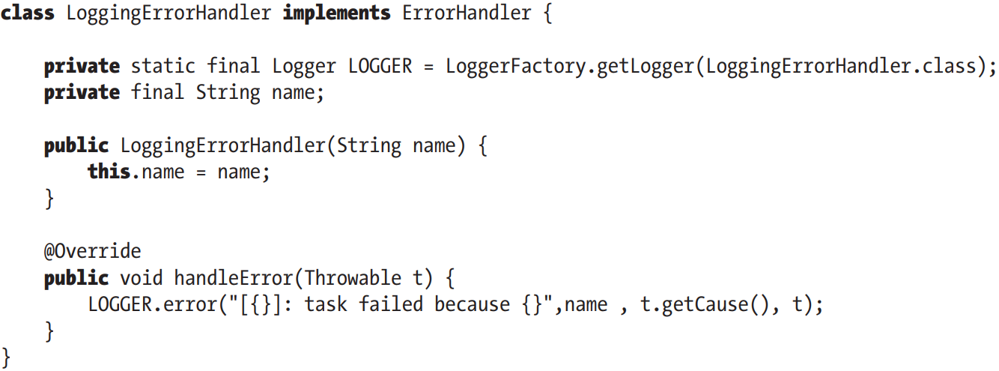 class LoggingErrorHandler implements ErrorHandler {
    private static final Logger LOGGER = LoggerFactory.getLogger(LoggingErrorHandler.class);
    private final String name;
    public LoggingErrorHandler(String name) {
        this.name = name;
    }
    @Override
    public void handleError(Throwable t) {
        LOGGER.error("[{}]: task failed because {}",name , t.getCause(), t);
    }
}